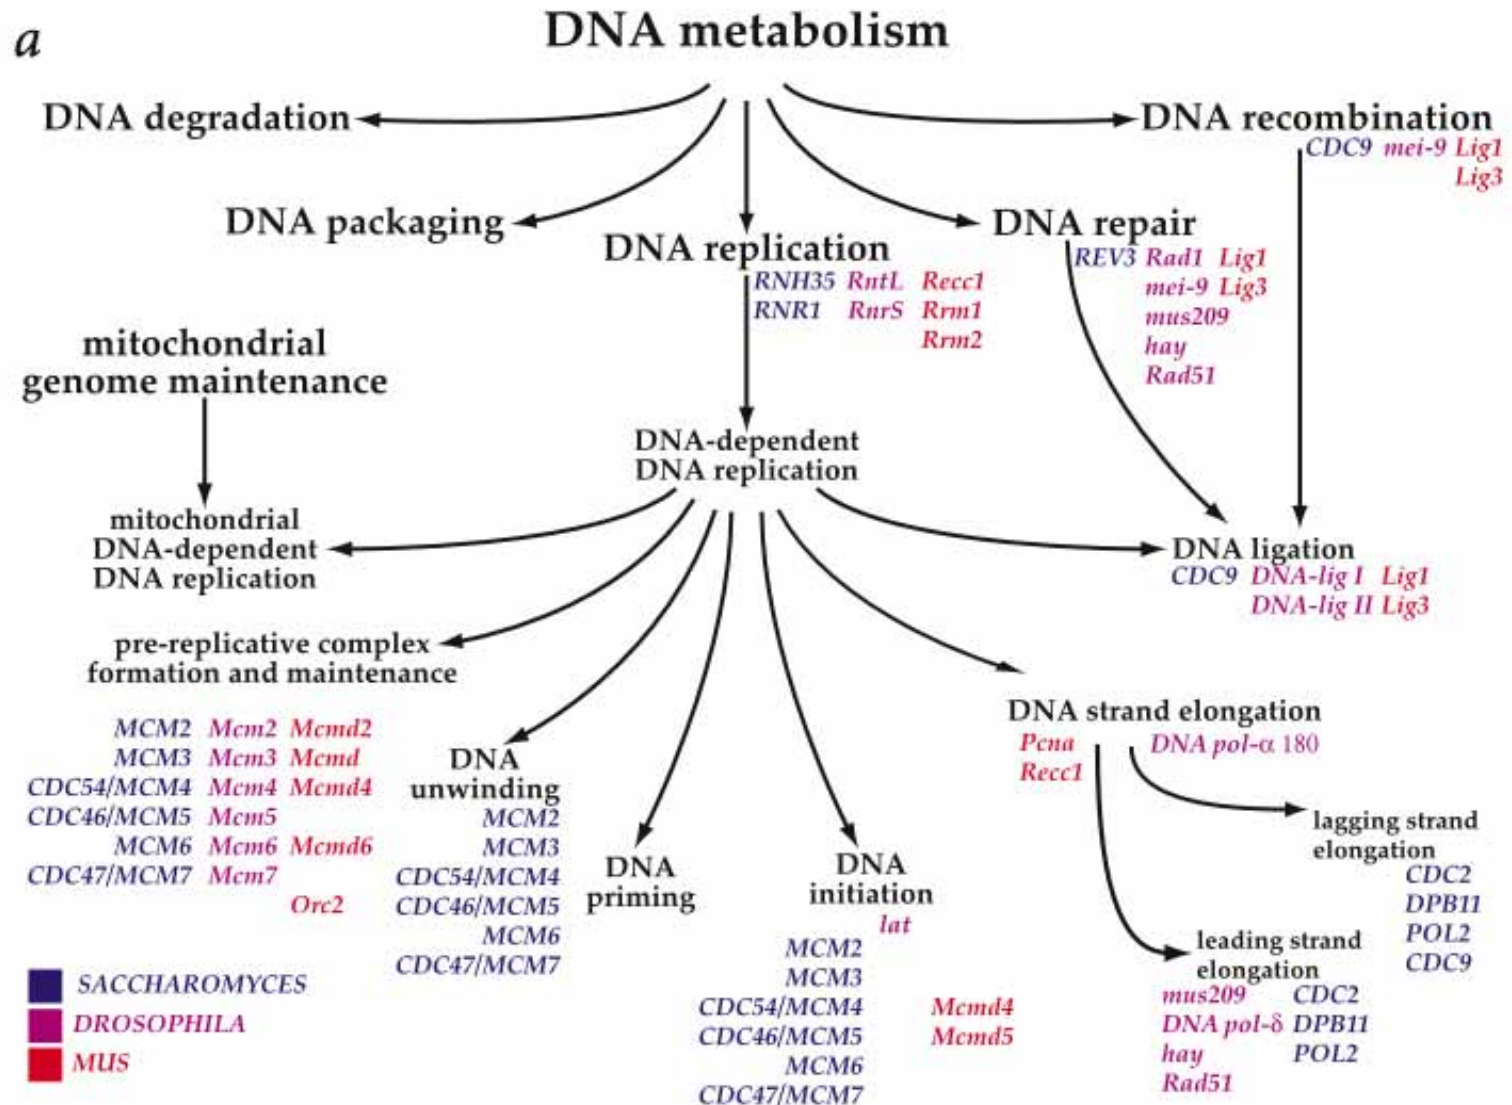 a
DNA metabolism
DNA degradation
DNA recombination
CDC9 mei-9 Lig1
Lig3
DNA packaging
DNA replication
RNH35 RntL Recc1
RNR1 RnrS Rrm1
Rrm2
DNA repair
REV3 Rad1 Lig1
mei-9 Lig3
mus209
hay
Rad51
mitochondrial
genome maintenance
DNA-dependent
DNA replication
mitochondrial
DNA-dependent
DNA replication
DNA ligation
CDC9 DNA-lig I Lig1
DNA-lig II Lig3
pre-replicative complex
formation and maintenance
MCM2 Mcm2 Mcmd2
MCM3 Mcm3 Mcmd
CDC54/MCM4 Mcm4 Mcmd4
CDC46/MCM5 Mcm5
MCM6 Mcm6 Mcmd6
CDC47/MCM7 Mcm7
Orc2
DNA
unwinding
MCM2
MCM3
CDC54/MCM4
CDC46/MCM5
MCM6
CDC47/MCM7
DNA
priming
DNA
initiation
lat
MCM2
MCM3
CDC54/MCM4 Mcmd4
CDC46/MCM5 Mcmd5
MCM6
CDC47/MCM7
DNA strand elongation
Pcna DNA pol-α 180
Recc1
lagging strand
elongation
CDC2
DPB11
POL2
CDC9
leading strand
elongation
mus209 CDC2
DNA pol-δ DPB11
hay POL2
Rad51
SACCHAROMYCES
DROSOPHILA
MUS